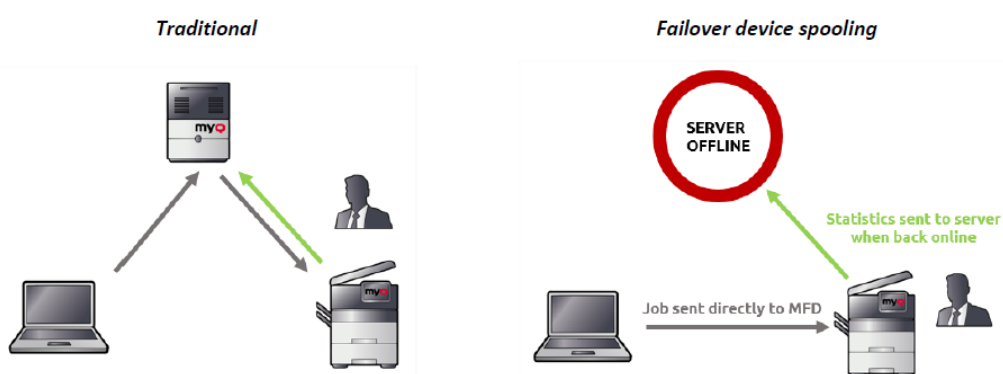 Traditional
Failover device spooling
myQ
myQ
SERVER
OFFLINE
Statistics sent to server
when back online
Job sent directly to MFD
myQ